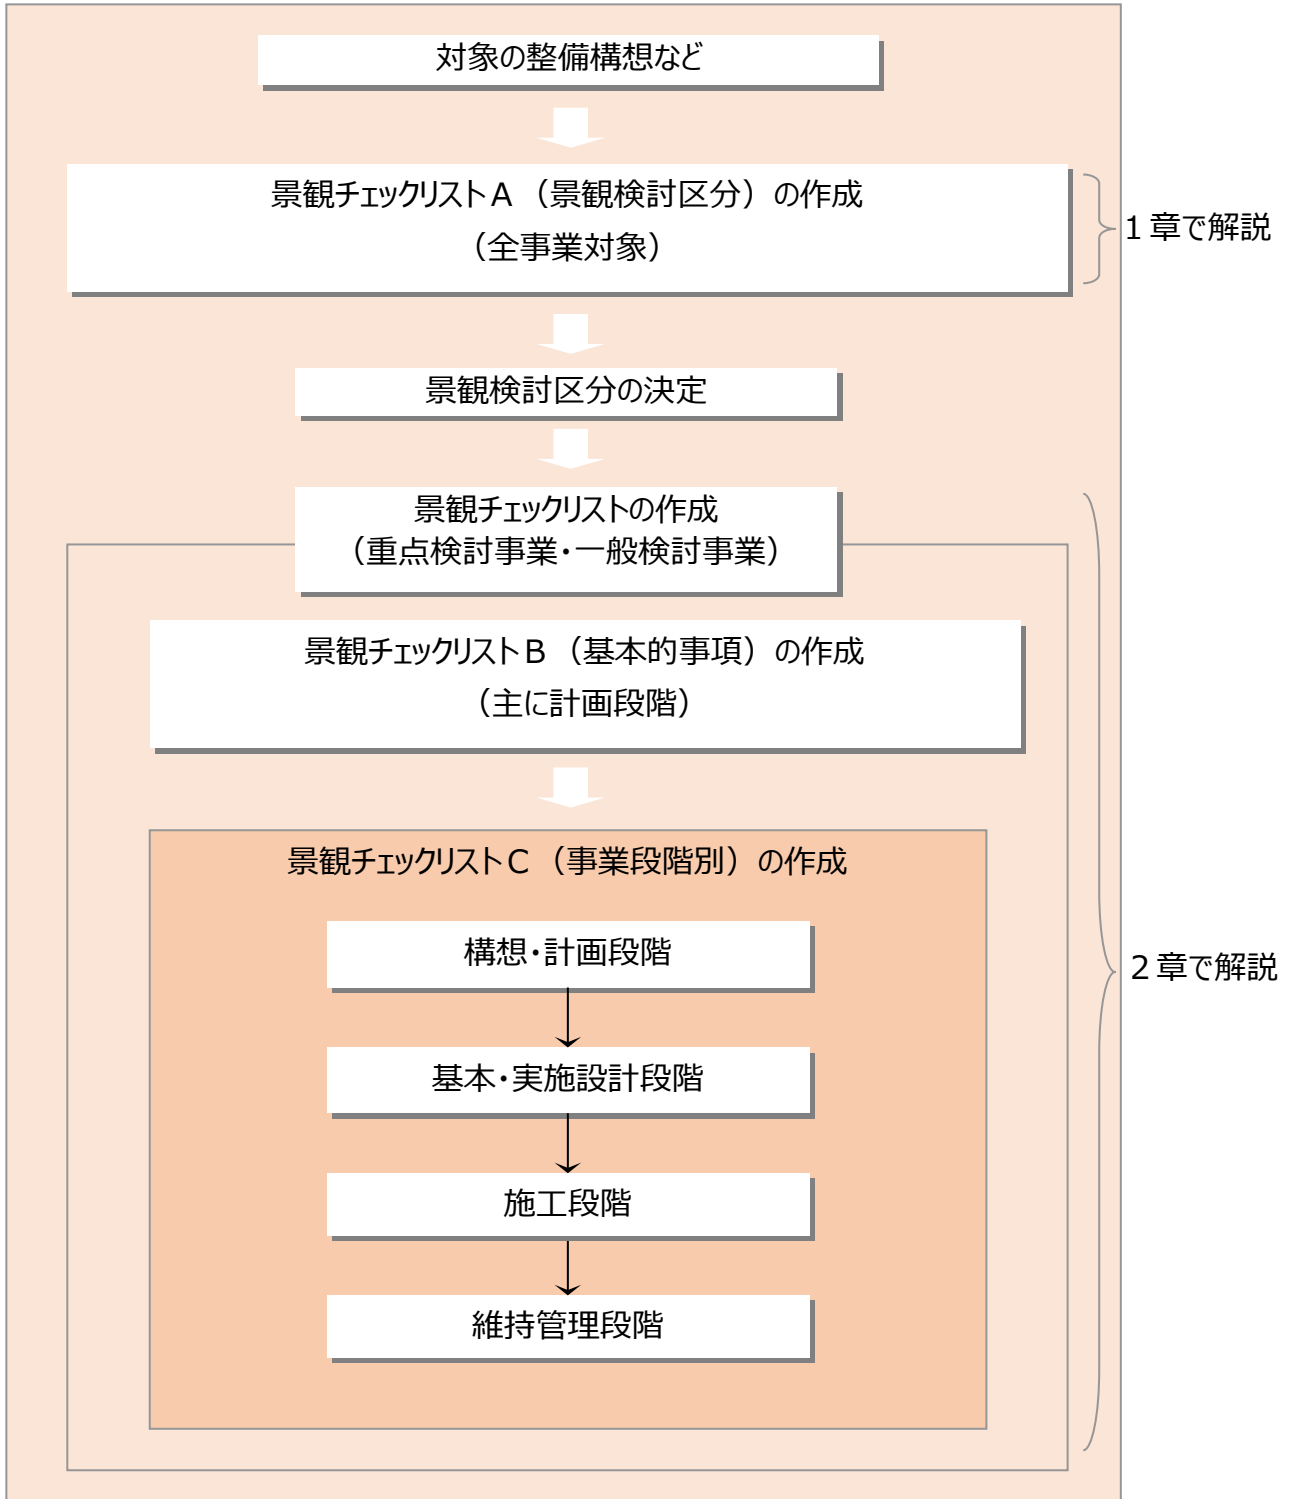 対象の整備構想など
景観チェックリストA（景観検討区分）の作成
（全事業対象）
1章で解説
景観検討区分の決定
景観チェックリストの作成
（重点検討事業・一般検討事業）
景観チェックリストB（基本的事項）の作成
（主に計画段階）
景観チェックリストC（事業段階別）の作成
構想・計画段階
2章で解説
基本・実施設計段階
施工段階
維持管理段階